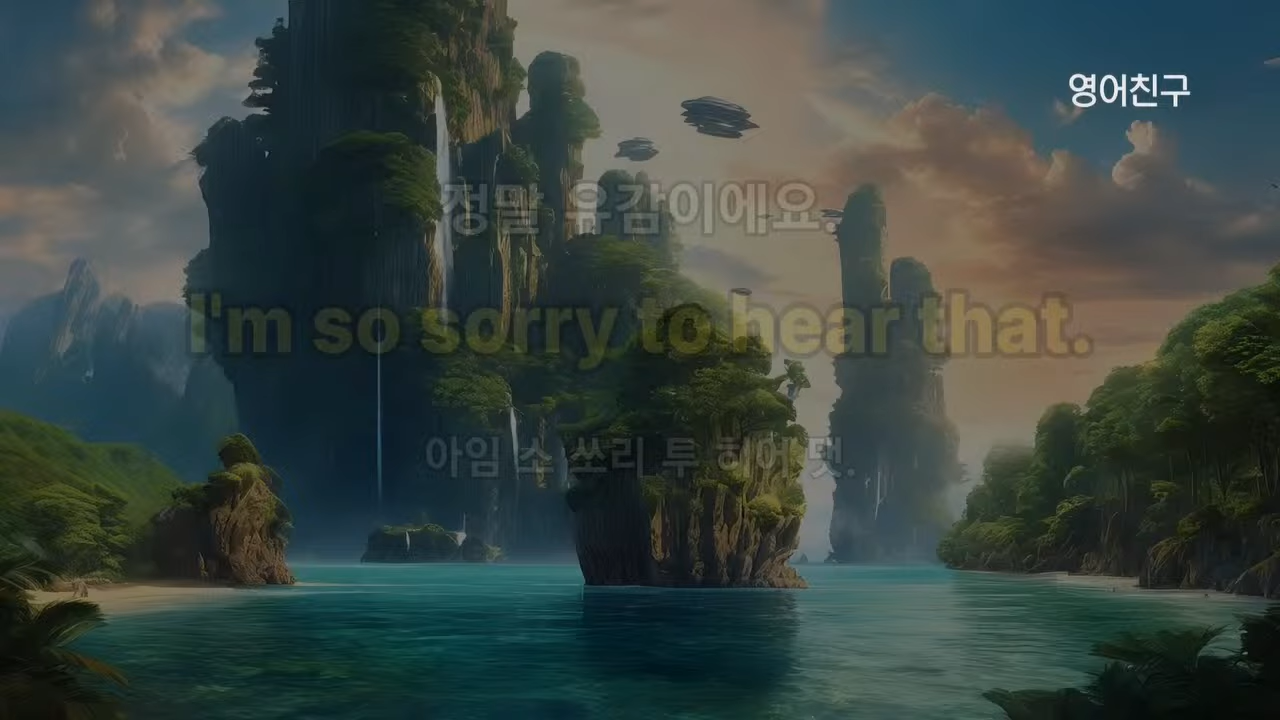 영어친구
정말 유감이에요.
I'm so sorry to hear that.
아임 소 쏘리 투 히어 댓.